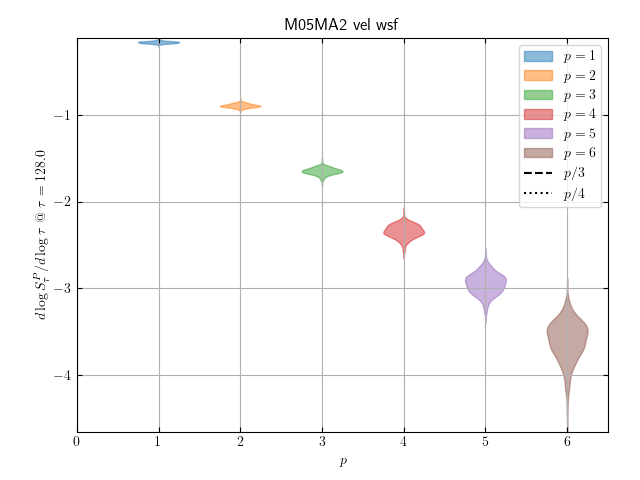 M05MA2 vel wsf
d log S_τ^P / d log τ @ τ = 128.0
−1
−2
−3
−4
p = 1
p = 2
p = 3
p = 4
p = 5
p = 6
p/3
p/4
0 1 2 3 4 5 6
p